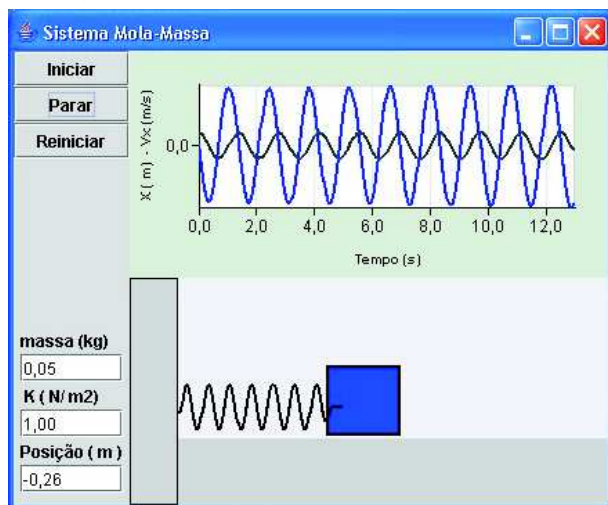 Sistema Mola-Massa
Iniciar
Parar
Reiniciar
X ( m) - Vx (m/s)
0,0
0,0 2,0 4,0 6,0 8,0 10,0 12,0
Tempo (s)
massa (kg)
0,05
K ( N/ m2)
1,00
Posição ( m )
-0,26